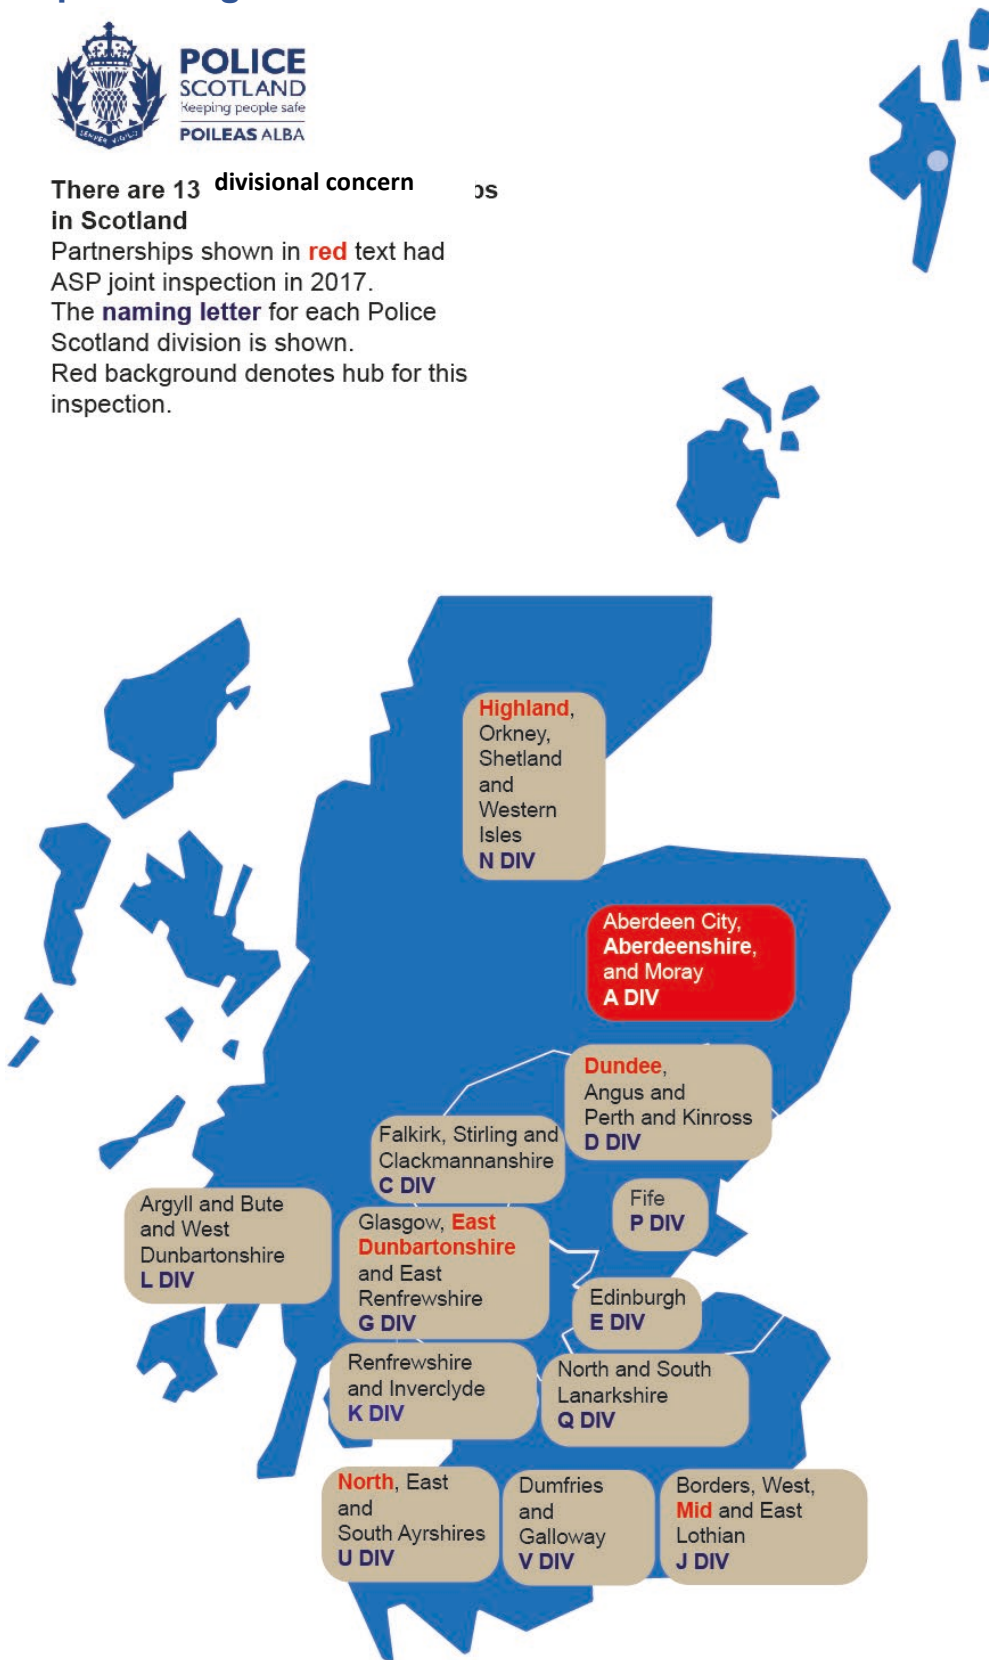 POLICE
SCOTLAND
Keeping people safe
POILEAS ALBA
SEMPER VIGILO
There are 13 divisional concern
in Scotland
Partnerships shown in red text had
ASP joint inspection in 2017.
The naming letter for each Police
Scotland division is shown.
Red background denotes hub for this
inspection.
Highland,
Orkney,
Shetland
and
Western
Isles
N DIV
Aberdeen City,
Aberdeenshire,
and Moray
A DIV
Dundee,
Angus and
Perth and Kinross
D DIV
Falkirk, Stirling and
Clackmannanshire
C DIV
Fife
P DIV
Argyll and Bute
and West
Dunbartonshire
L DIV
Glasgow, East
Dunbartonshire
and East
Renfrewshire
G DIV
Edinburgh
E DIV
Renfrewshire
and Inverclyde
K DIV
North and South
Lanarkshire
Q DIV
North, East
and
South Ayrshires
U DIV
Dumfries
and
Galloway
V DIV
Borders, West,
Mid and East
Lothian
J DIV